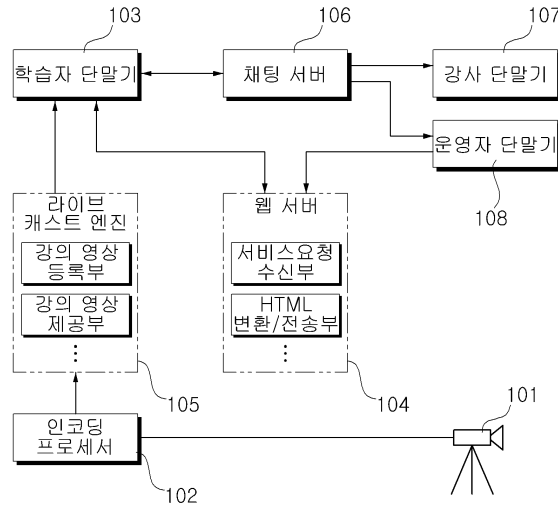 103
106
107
학습자 단말기
채팅 서버
강사 단말기
운영자 단말기
108
라이브
캐스트 엔진
강의 영상
등록부
강의 영상
제공부
105
웹 서버
서비스요청
수신부
HTML
변환/전송부
104
인코딩
프로세서
102
101